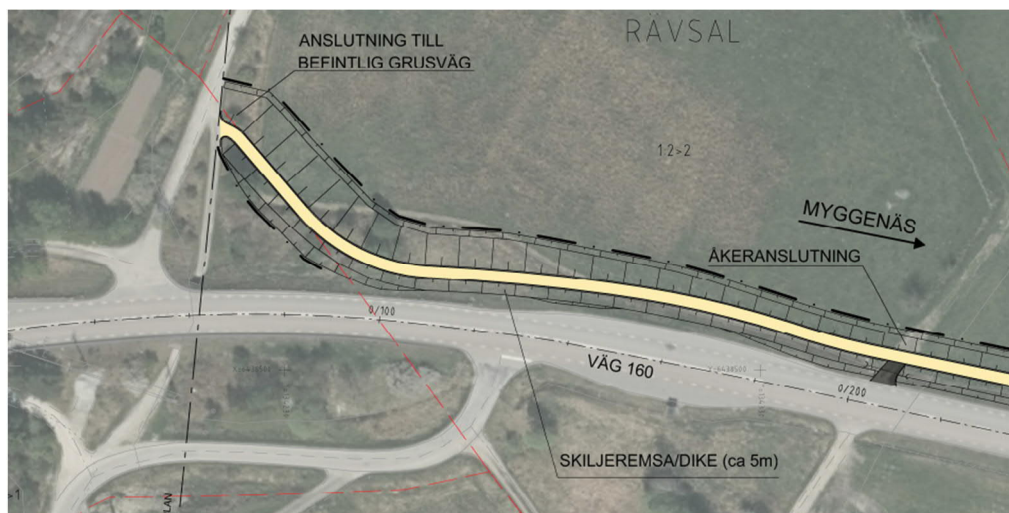 RÄVSAL
ANSLUTNING TILL
BEFINTLIG GRUSVÄG
1:2>2
MYGGENÄS
ÅKERANSLUTNING
0/100
VÄG 160
0/200
SKILJEREMSA/DIKE (ca 5m)
>1